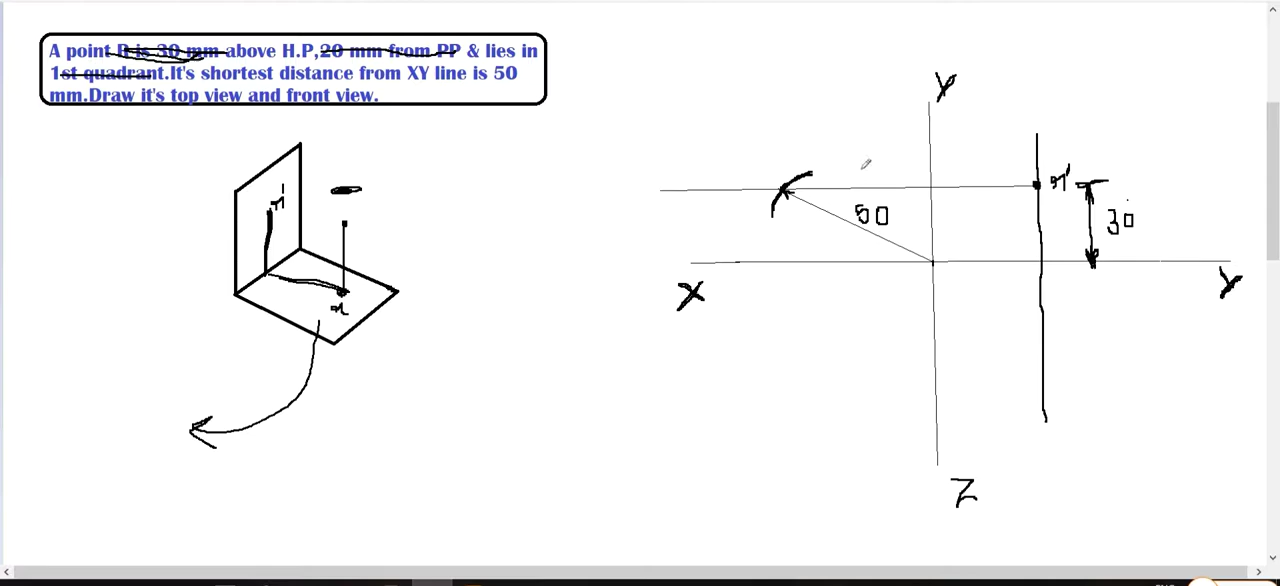 A point R is 30 mm above H.P,20 mm from PP & lies in
1st quadrant.It's shortest distance from XY line is 50
mm.Draw it's top view and front view.
Y
r'
r'
50
30
X
Y
r
Z